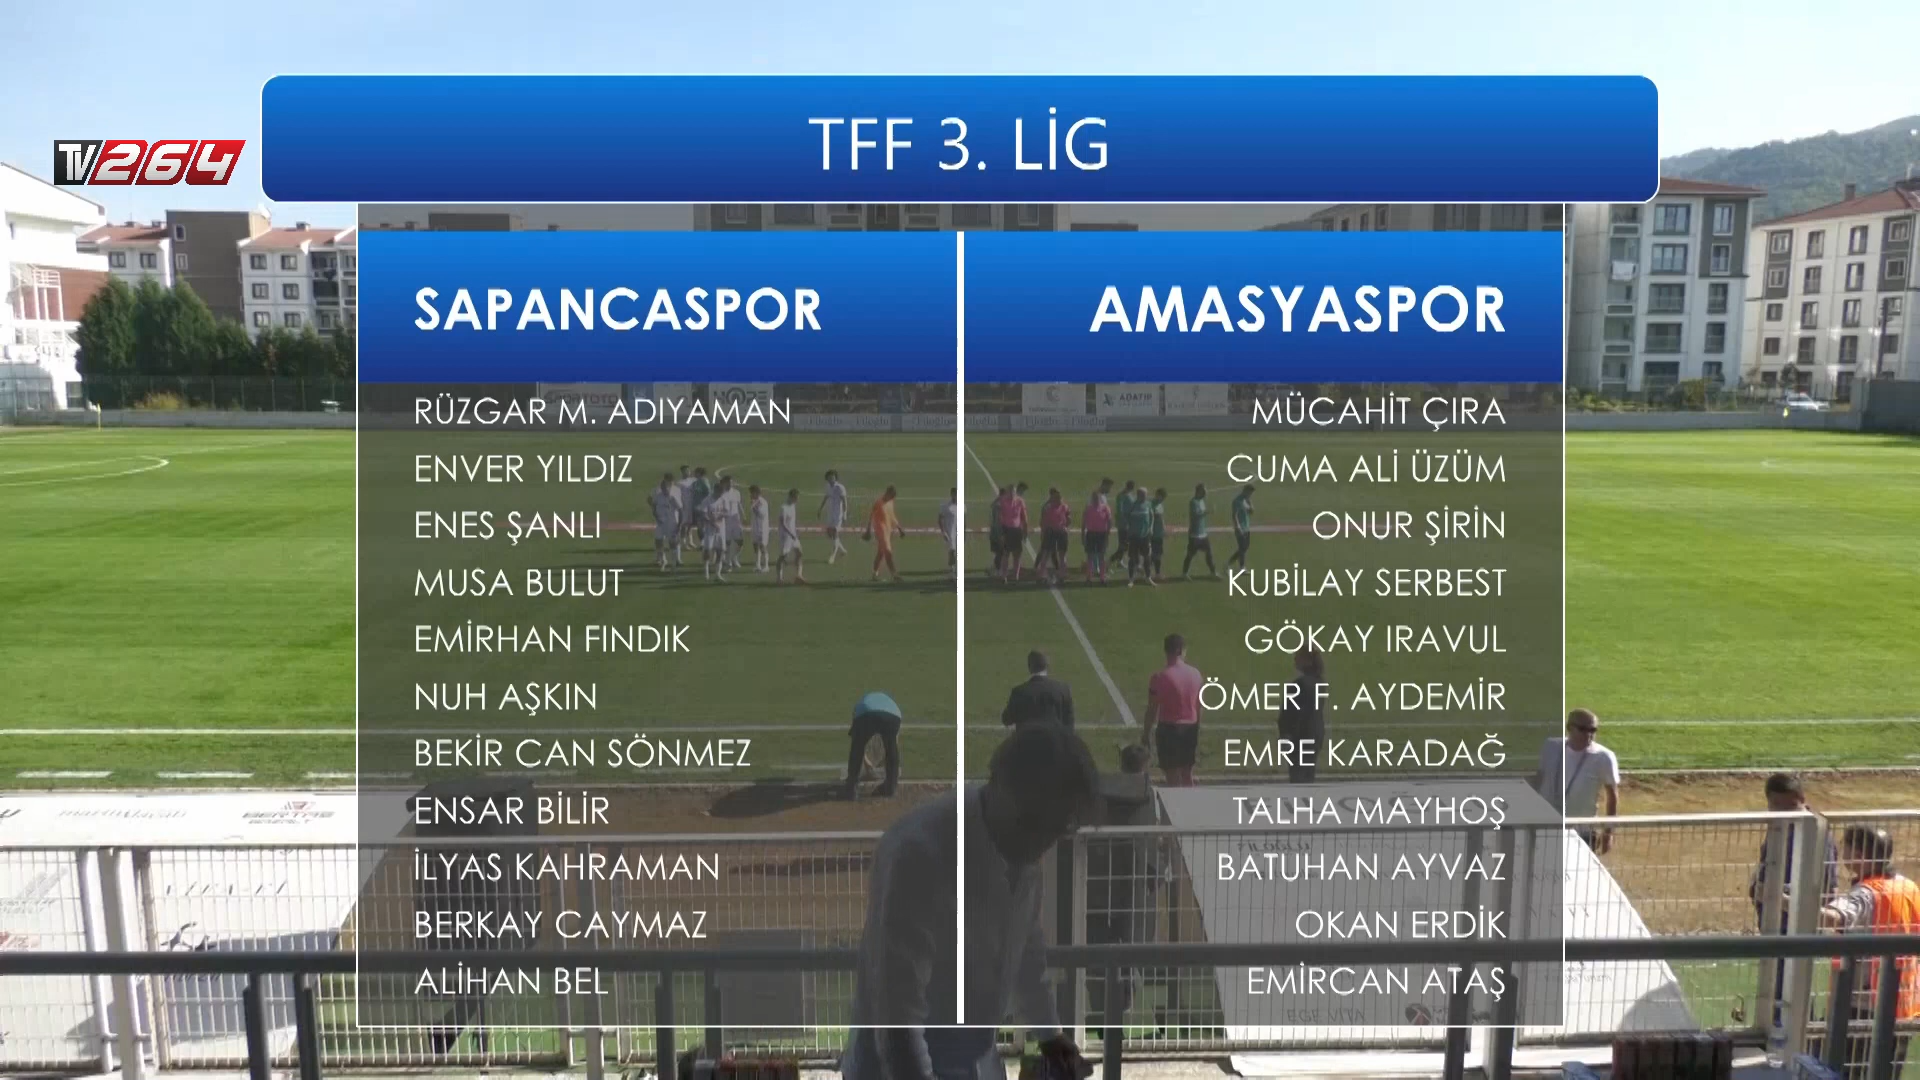 TV264
TFF 3. LİG
SAPANCASPOR
AMASYASPOR
RÜZGAR M. ADIYAMAN
MÜCAHİT ÇIRA
ENVER YILDIZ
CUMA ALİ ÜZÜM
ENES ŞANLI
ONUR ŞİRİN
MUSA BULUT
KUBİLAY SERBEST
EMİRHAN FINDIK
GÖKAY IRAVUL
NUH AŞKIN
ÖMER F. AYDEMİR
BEKİR CAN SÖNMEZ
EMRE KARADAĞ
ENSAR BİLİR
TALHA MAYHOŞ
İLYAS KAHRAMAN
BATUHAN AYVAZ
BERKAY CAYMAZ
OKAN ERDİK
ALİHAN BEL
EMİRCAN ATAŞ
EGE VITA